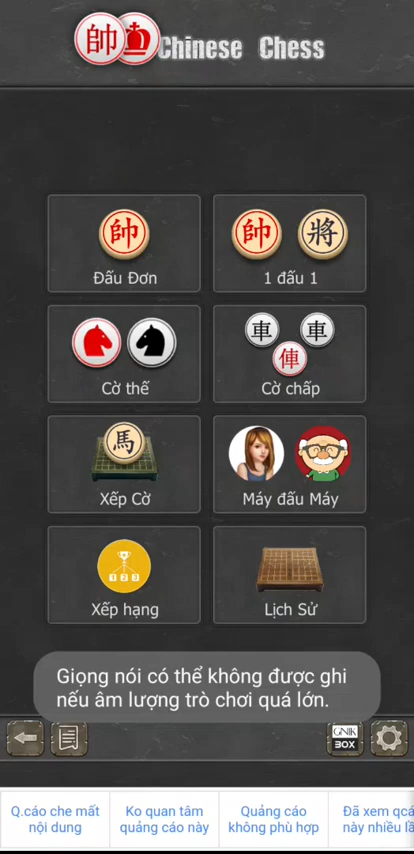 帥
Chinese Chess
帥
帥 將
Đấu Đơn
1 đấu 1
車 車
俥
Cờ thế
Cờ chấp
馬
Xếp Cờ
Máy đấu Máy
1 2 3
Xếp hạng
Lịch Sử
Giọng nói có thể không được ghi
nếu âm lượng trò chơi quá lớn.
GNIK
BOX
Q.cáo che mất
nội dung
Ko quan tâm
quảng cáo này
Quảng cáo
không phù hợp
Đã xem qcá
này nhiều lầ